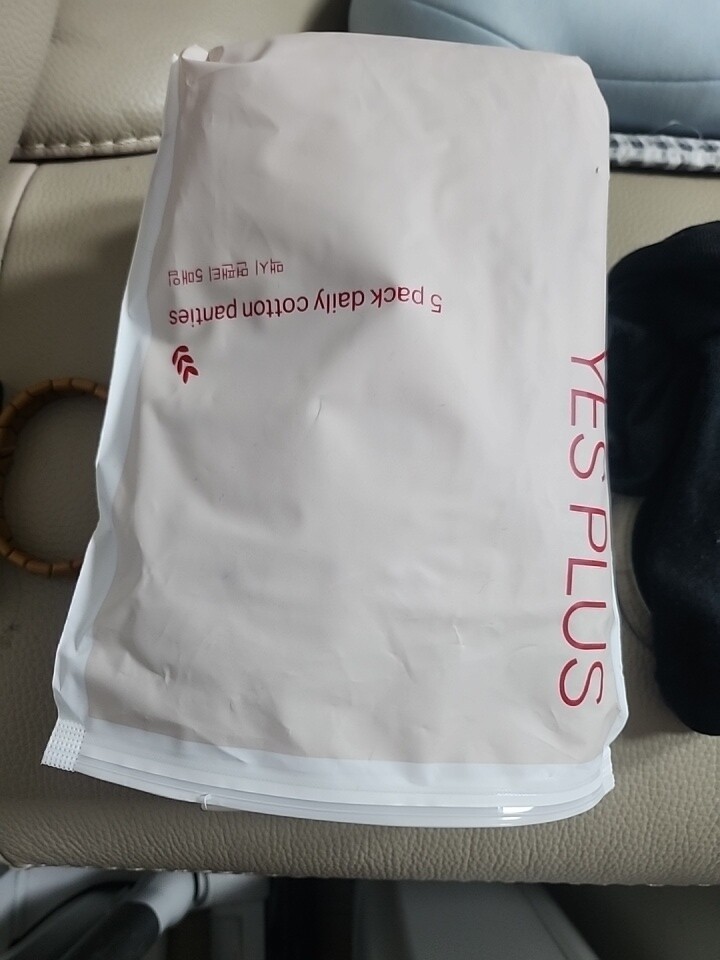 YES PLUS
5 pack daily cotton panties
맥시 면팬티 5매입